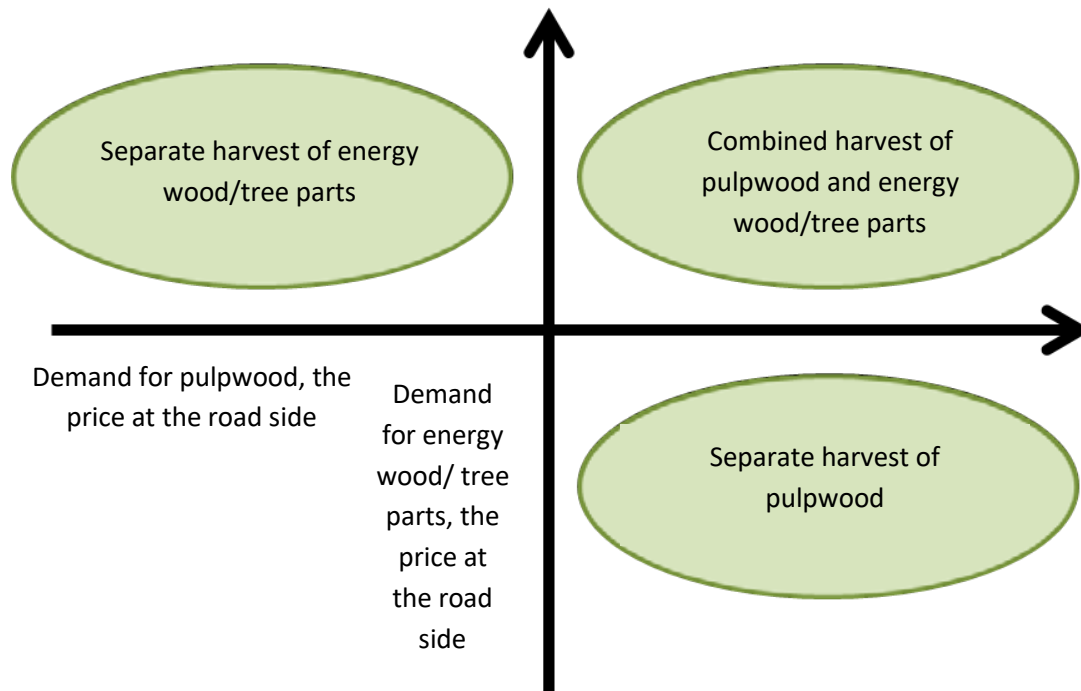 Separate harvest of energy
wood/tree parts
Combined harvest of
pulpwood and energy
wood/tree parts
Demand for pulpwood, the
price at the road side
Demand
for energy
wood/ tree
parts, the
price at
the road
side
Separate harvest of
pulpwood